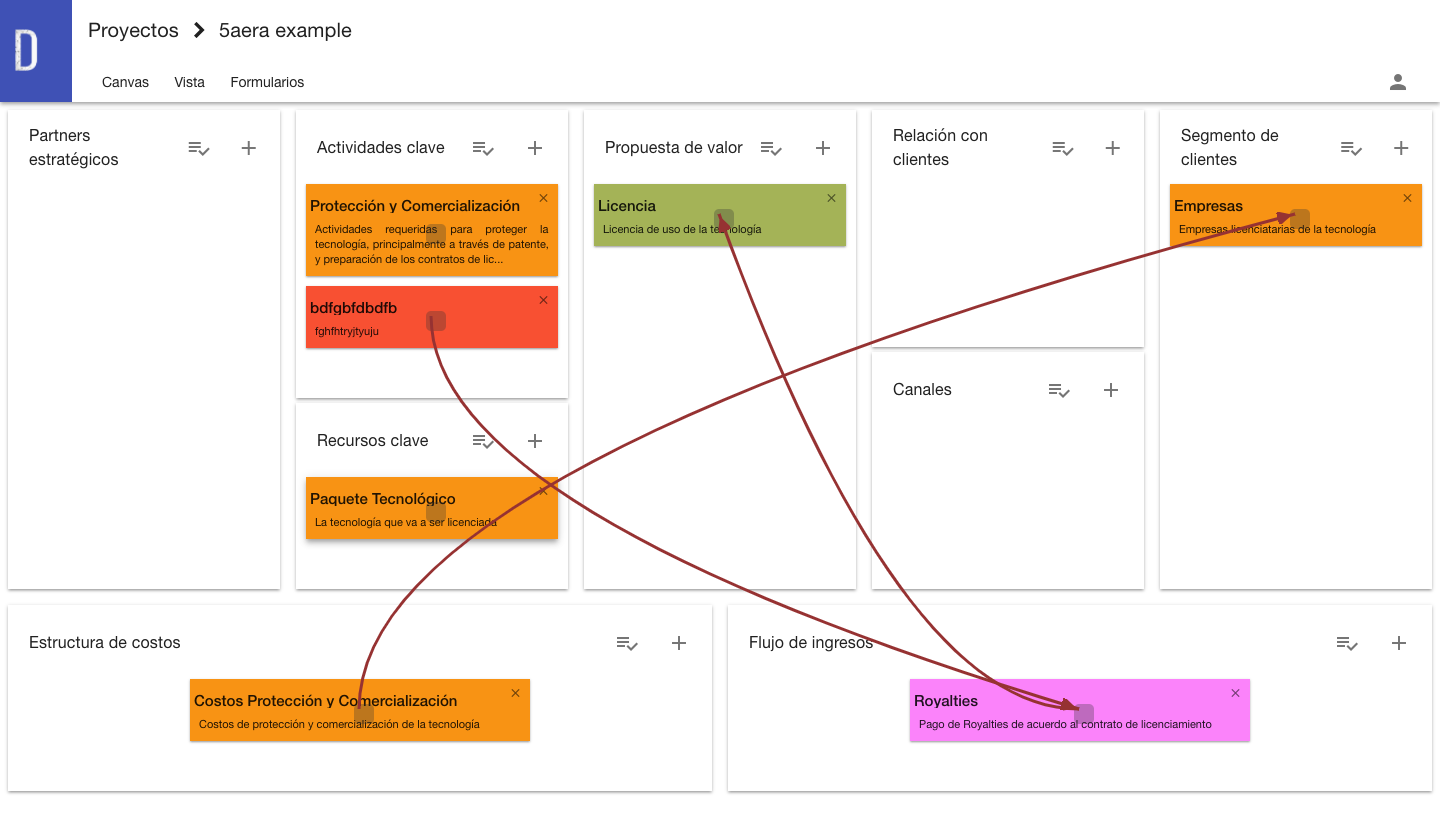 D
Proyectos > 5aera example
Canvas Vista Formularios
Partners
estratégicos
Actividades clave
Protección y Comercialización
Actividades requeridas para proteger la
tecnología, principalmente a través de patente,
y preparación de los contratos de lic...
bdfgbfdbdfb
fghfhtryjtyuju
Recursos clave
Paquete Tecnológico
La tecnología que va a ser licenciada
Propuesta de valor
Licencia
Licencia de uso de la tecnología
Relación con
clientes
Canales
Segmento de
clientes
Empresas
Empresas licenciatarias de la tecnología
Estructura de costos
Costos Protección y Comercialización
Costos de protección y comercialización de la tecnología
Flujo de ingresos
Royalties
Pago de Royalties de acuerdo al contrato de licenciamiento